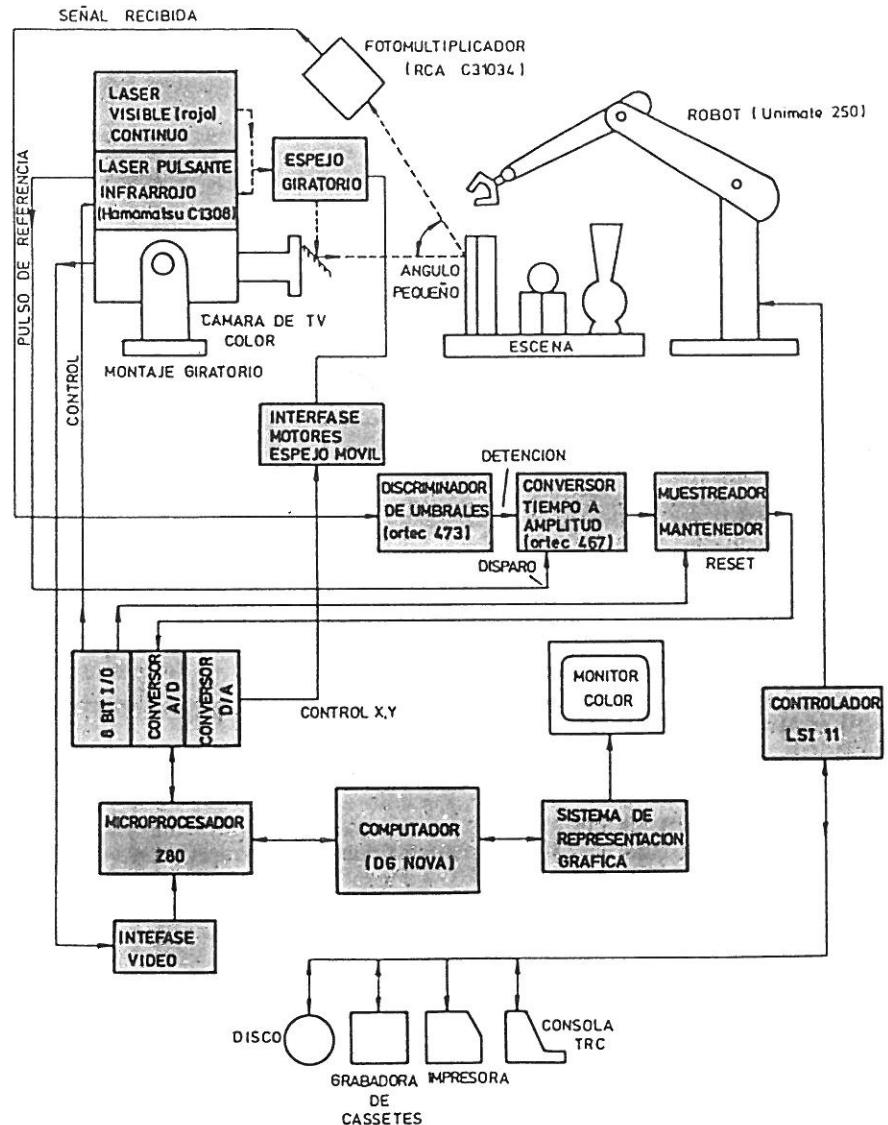 SEÑAL RECIBIDA
FOTOMULTIPLICADOR
(RCA C31034)
LASER
VISIBLE (rojo)
CONTINUO
LASER PULSANTE
INFRARROJO
(Hamamatsu C1308)
ESPEJO
GIRATORIO
ROBOT (Unimate 250)
PULSO DE REFERENCIA
ANGULO
PEQUEÑO
CAMARA DE TV
COLOR
ESCENA
MONTAJE GIRATORIO
CONTROL
INTERFASE
MOTORES
ESPEJO MOVIL
DETENCION
DISCRIMINADOR
DE UMBRALES
(ortec 473)
CONVERSOR
TIEMPO A
AMPLITUD
(ortec 467)
MUESTREADOR
MANTENEDOR
DISPARO
RESET
8 BIT I/O
CONVERSOR
A/D
CONVERSOR
D/A
CONTROL X,Y
MONITOR
COLOR
CONTROLADOR
LSI 11
MICROPROCESADOR
Z80
COMPUTADOR
(DG NOVA)
SISTEMA DE
REPRESENTACION
GRAFICA
INTEFASE
VIDEO
DISCO
GRABADORA
DE
CASSETES
IMPRESORA
CONSOLA
TRC